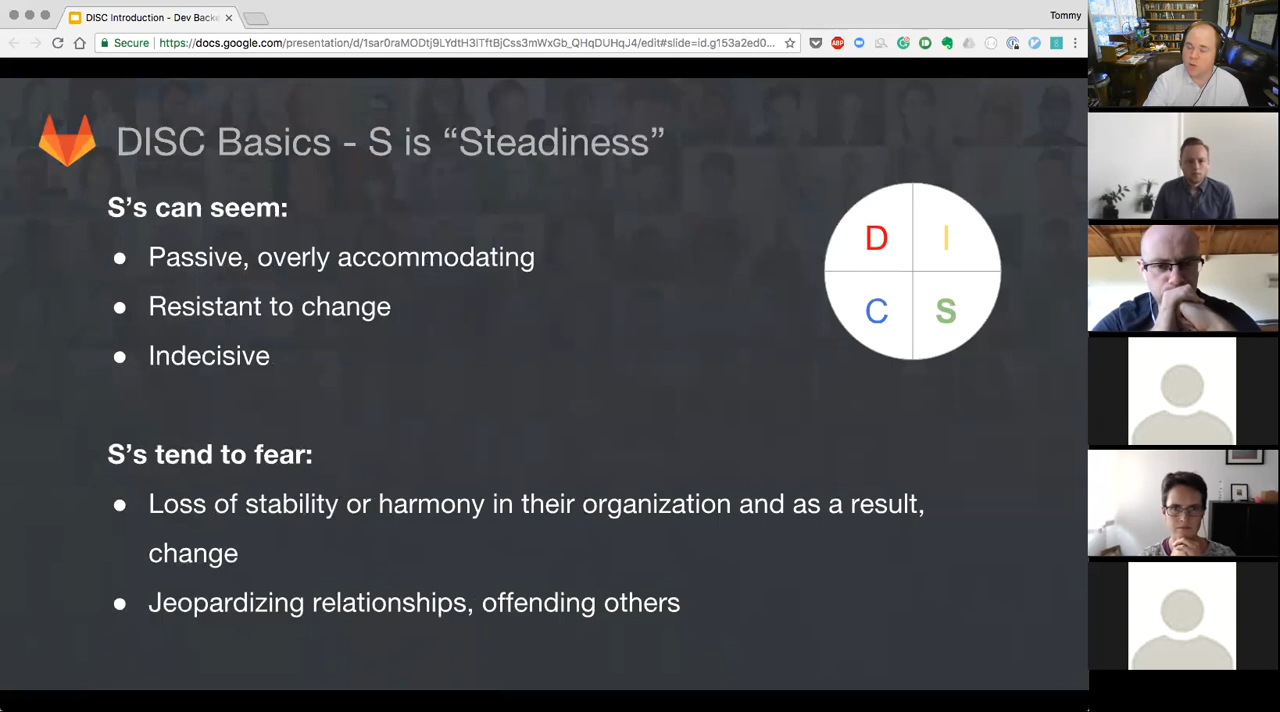 DISC Introduction - Dev Backe
Tommy
Secure
https://docs.google.com/presentation/d/1sar0raMzDtj9LYdtH3lTftBjCss3mWxGb_QHqDUHqJ4/edit#slide=id.g153a2ed0...
DISC Basics - S is “Steadiness”
S’s can seem:
● Passive, overly accommodating
● Resistant to change
● Indecisive
D I
C S
S’s tend to fear:
● Loss of stability or harmony in their organization and as a result,
change
● Jeopardizing relationships, offending others